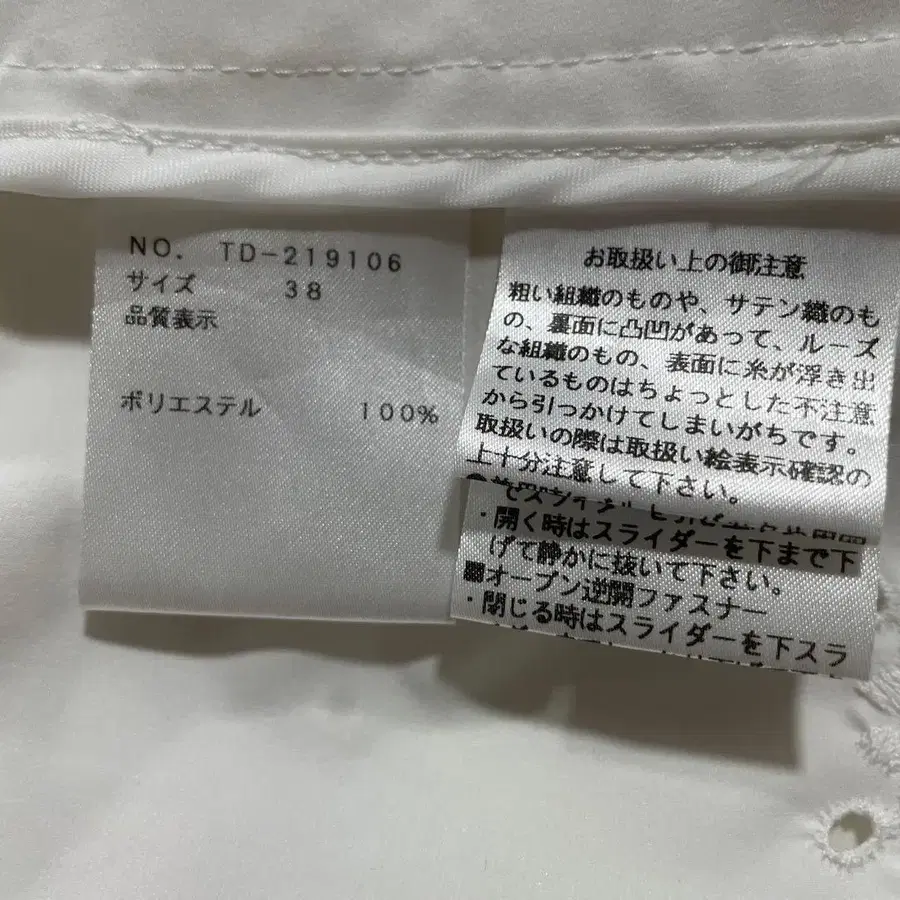 NO. TD-219106
サイズ 38
品質表示
ポリエステル 100%
お取扱い上の御注意
粗い組織のものや、サテン織のも
の、裏面に凸凹があって、ルーズ
な組織のもの、表面に糸が浮き出
ているものはちょっとした不注意
から引っかけてしまいがちです。
取扱いの際は取扱い絵表示確認の
上十分注意して下さい。
・開く時はスライダーを下まで下
げて静かに抜いて下さい。
■オープン逆開ファスナー
・閉じる時はスライダーを下スラ